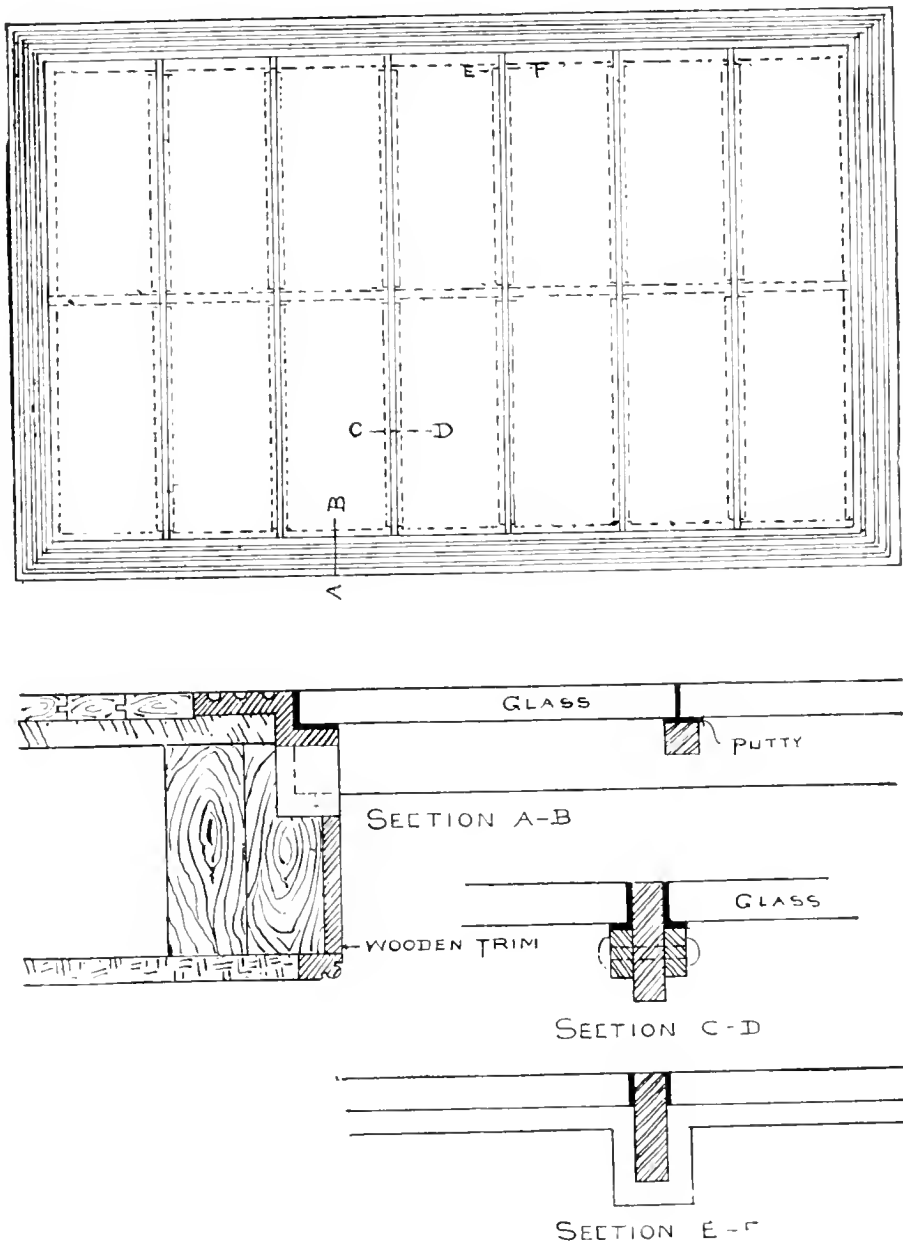 E F
C D
B
A
GLASS
PUTTY
SECTION A-B
GLASS
WOODEN TRIM
SECTION C-D
SECTION E-F